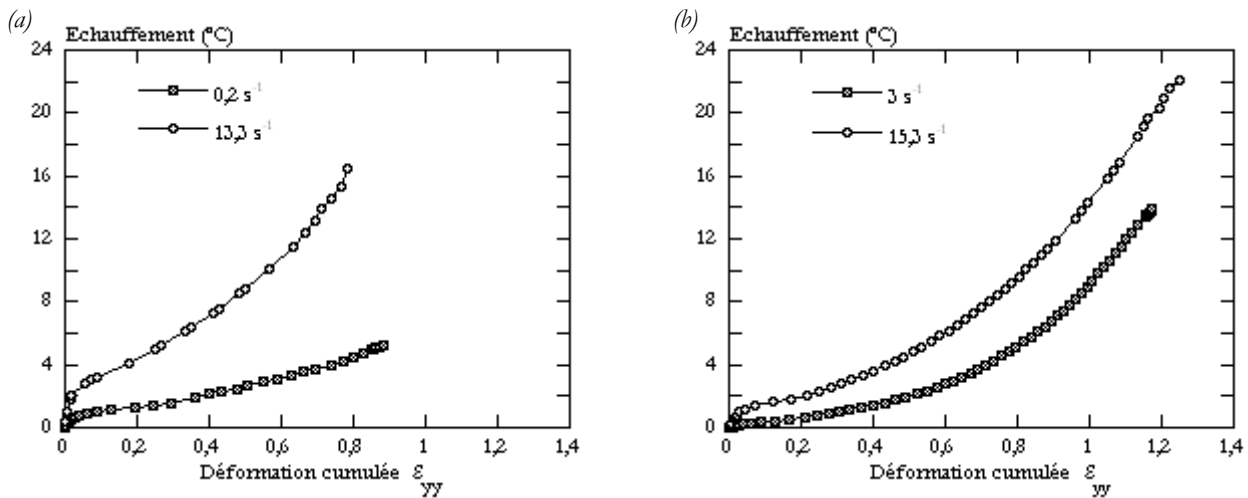 (a)
Echauffement (°C)
24
20
16
12
8
4
0
0,2 s⁻¹
13,3 s⁻¹
0 0,2 0,4 0,6 0,8 1 1,2 1,4
Déformation cumulée εyy
(b)
Echauffement (°C)
24
20
16
12
8
4
0
3 s⁻¹
15,3 s⁻¹
0 0,2 0,4 0,6 0,8 1 1,2 1,4
Déformation cumulée εyy